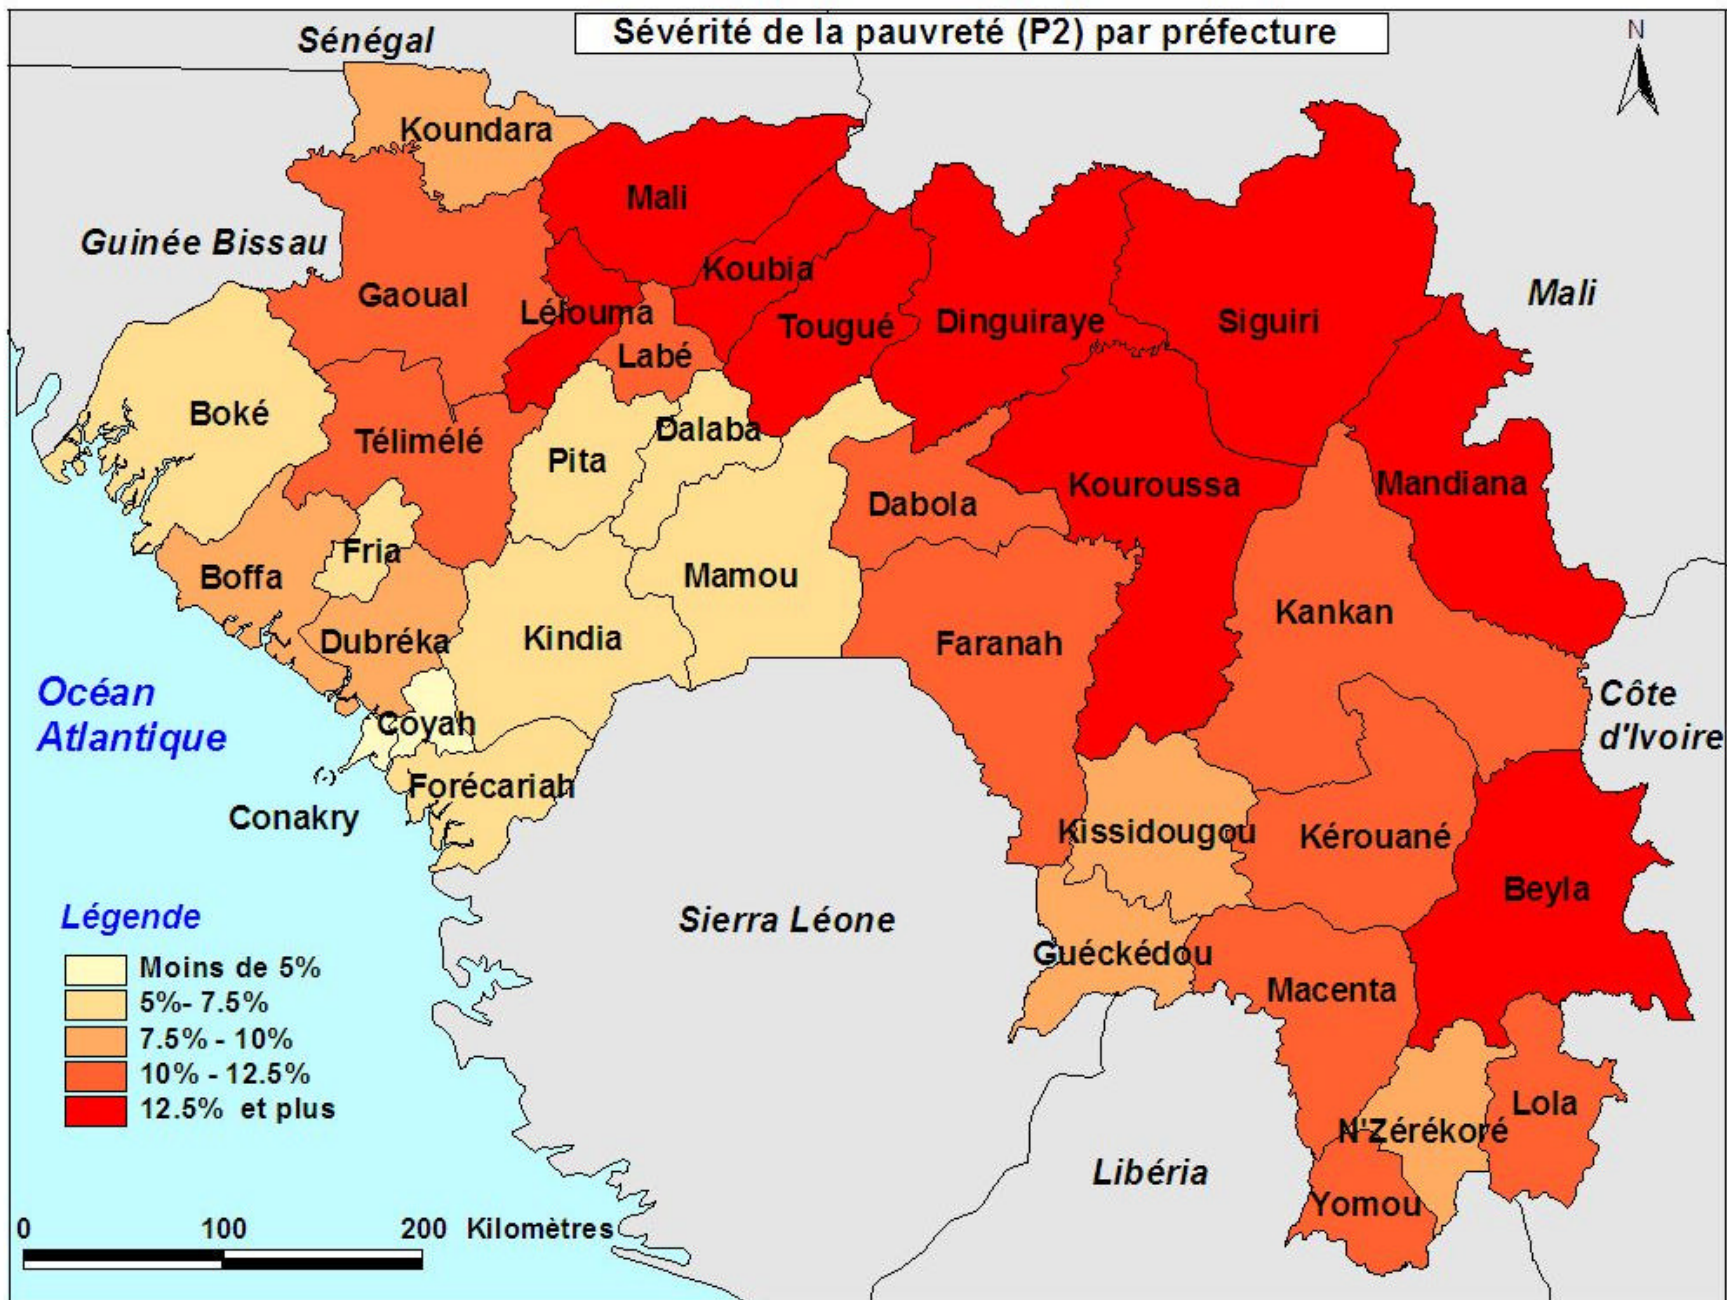 Sévérité de la pauvreté (P2) par préfecture
N
Sénégal
Koundara
Mali
Guinée Bissau
Koubia
Gaoual
Mali
Lélouma
Tougué
Dinguiraye
Siguiri
Labé
Boké
Dalaba
Télimélé
Pita
Kouroussa
Mandiana
Dabola
Fria
Boffa
Mamou
Kankan
Dubréka
Kindia
Faranah
Océan
Atlantique
Côte
d'Ivoire
Coyah
Forécariah
Conakry
Kissidougou
Kérouané
Beyla
Sierra Léone
Guéckédou
Macenta
Lola
N'Zérékoré
Libéria
Yomou
Légende
Moins de 5%
5%- 7.5%
7.5% - 10%
10% - 12.5%
12.5% et plus
0 100 200 Kilomètres